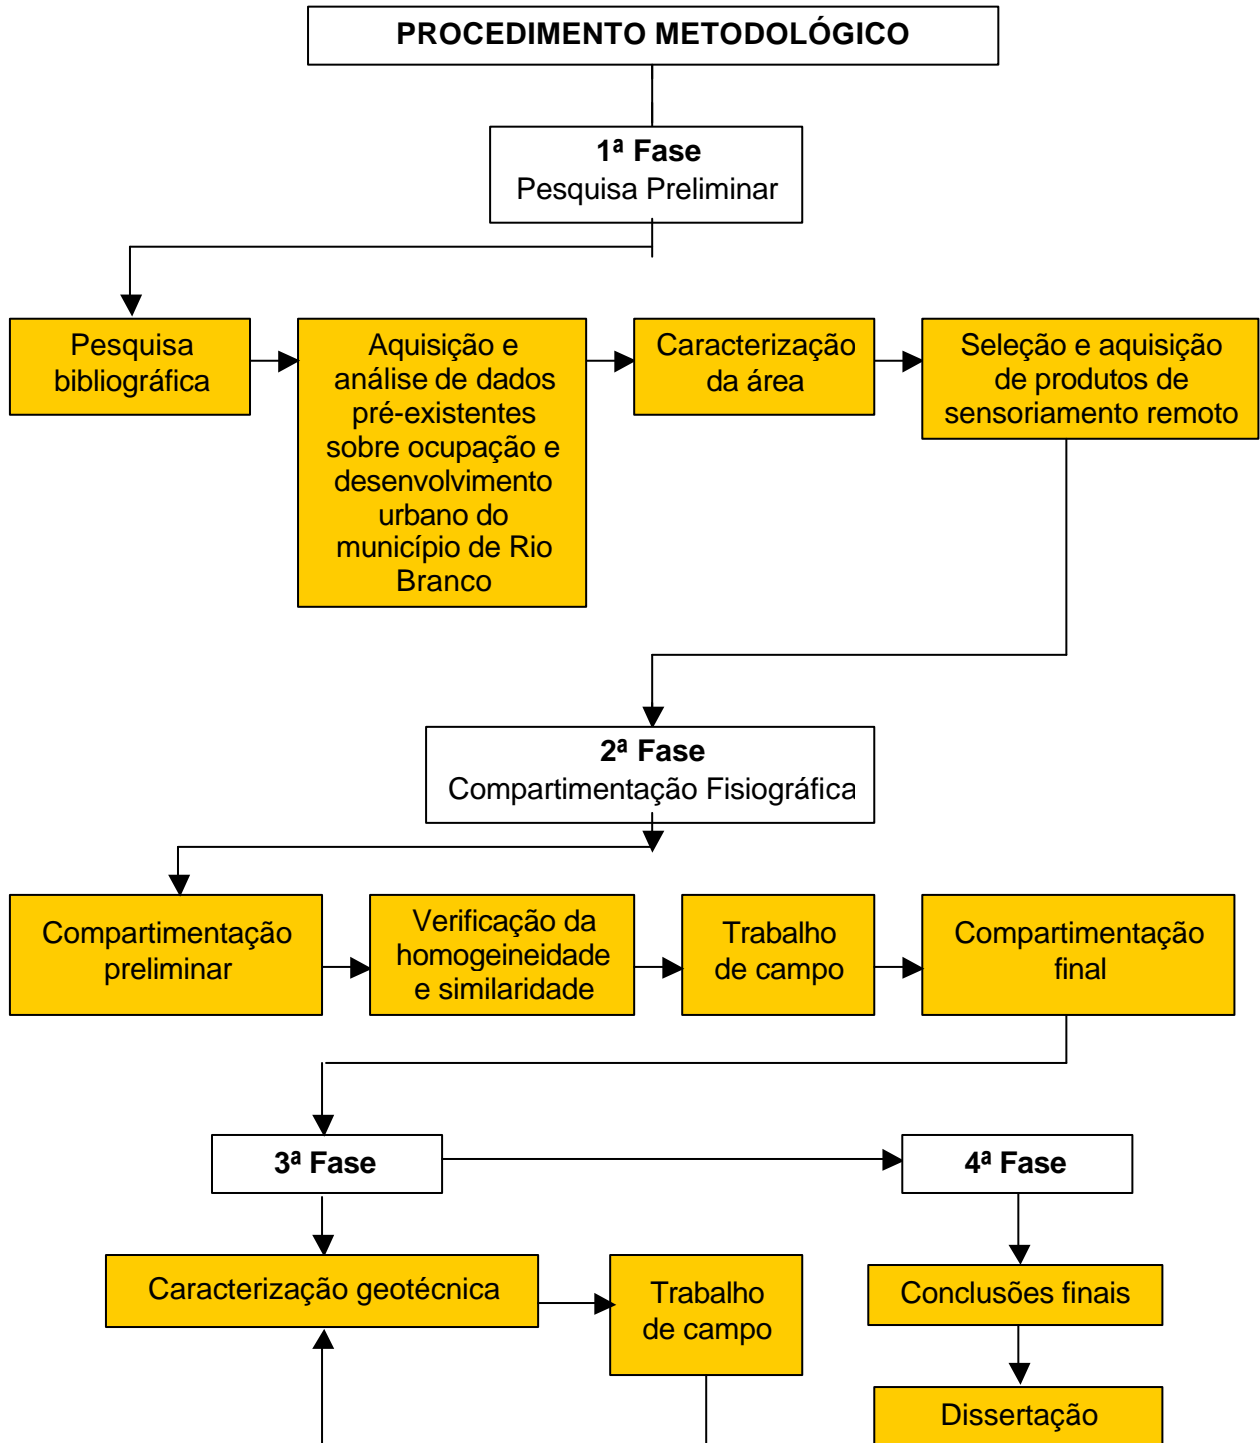 PROCEDIMENTO METODOLÓGICO
1ª Fase
Pesquisa Preliminar
Pesquisa
bibliográfica
Aquisição e
análise de dados
pré-existentes
sobre ocupação e
desenvolvimento
urbano do
município de Rio
Branco
Caracterização
da área
Seleção e aquisição
de produtos de
sensoriamento remoto
2ª Fase
Compartimentação Fisiográfica
Compartimentação
preliminar
Verificação da
homogeineidade
e similaridade
Trabalho
de campo
Compartimentação
final
3ª Fase
4ª Fase
Caracterização geotécnica
Trabalho
de campo
Conclusões finais
Dissertação